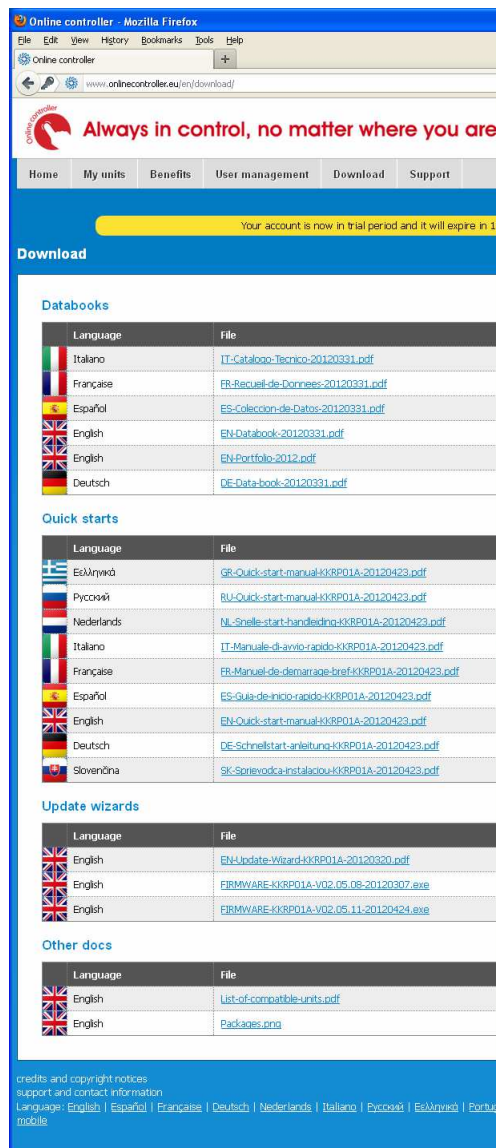 Online controller - Mozilla Firefox
File Edit View History Bookmarks Tools Help
Online controller +
www.onlinecontroller.eu/en/download/
Online controller
Always in control, no matter where you are
Home My units Benefits User management Download Support
Your account is now in trial period and it will expire in 1
Download
Databooks
Language File
Italiano IT-Catalogo-Tecnico-20120331.pdf
Française FR-Recueil-de-Donnees-20120331.pdf
Español ES-Coleccion-de-Datos-20120331.pdf
English EN-Databook-20120331.pdf
English EN-Portfolio-2012.pdf
Deutsch DE-Data-book-20120331.pdf
Quick starts
Language File
Εελληνικά GR-Quick-start-manual-KKRP01A-20120423.pdf
Русский RU-Quick-start-manual-KKRP01A-20120423.pdf
Nederlands NL-Snelle-start-handleiding-KKRP01A-20120423.pdf
Italiano IT-Manuale-di-avvio-rapido-KKRP01A-20120423.pdf
Française FR-Manuel-de-demarrage-bref-KKRP01A-20120423.pdf
Español ES-Guia-de-inicio-rapido-KKRP01A-20120423.pdf
English EN-Quick-start-manual-KKRP01A-20120423.pdf
Deutsch DE-Schnellstart-anleitung-KKRP01A-20120423.pdf
Slovenčina SK-Sprievodca-instalaciou-KKRP01A-20120423.pdf
Update wizards
Language File
English EN-Update-Wizard-KKRP01A-20120320.pdf
English FIRMWARE-KKRP01A-V02.05.08-20120307.exe
English FIRMWARE-KKRP01A-V02.05.11-20120424.exe
Other docs
Language File
English List-of-compatible-units.pdf
English Packages.png
credits and copyright notices
support and contact information
Language: English | Español | Française | Deutsch | Nederlands | Italiano | Русский | Εελληνικά | Portug
mobile